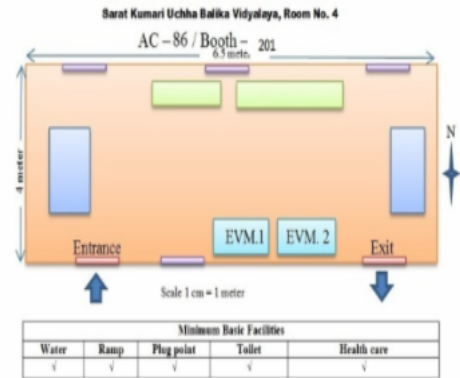 Sarat Kumari Uchha Balika Vidyalaya, Room No. 4
AC – 86 / Booth – 201
6.5 mete.
4 meter
N
EVM.1 EVM. 2
Entrance Exit
Scale 1 cm = 1 meter
Minimum Basic Facilities
Water Ramp Plug point Toilet Health care
√ √ √ √ √